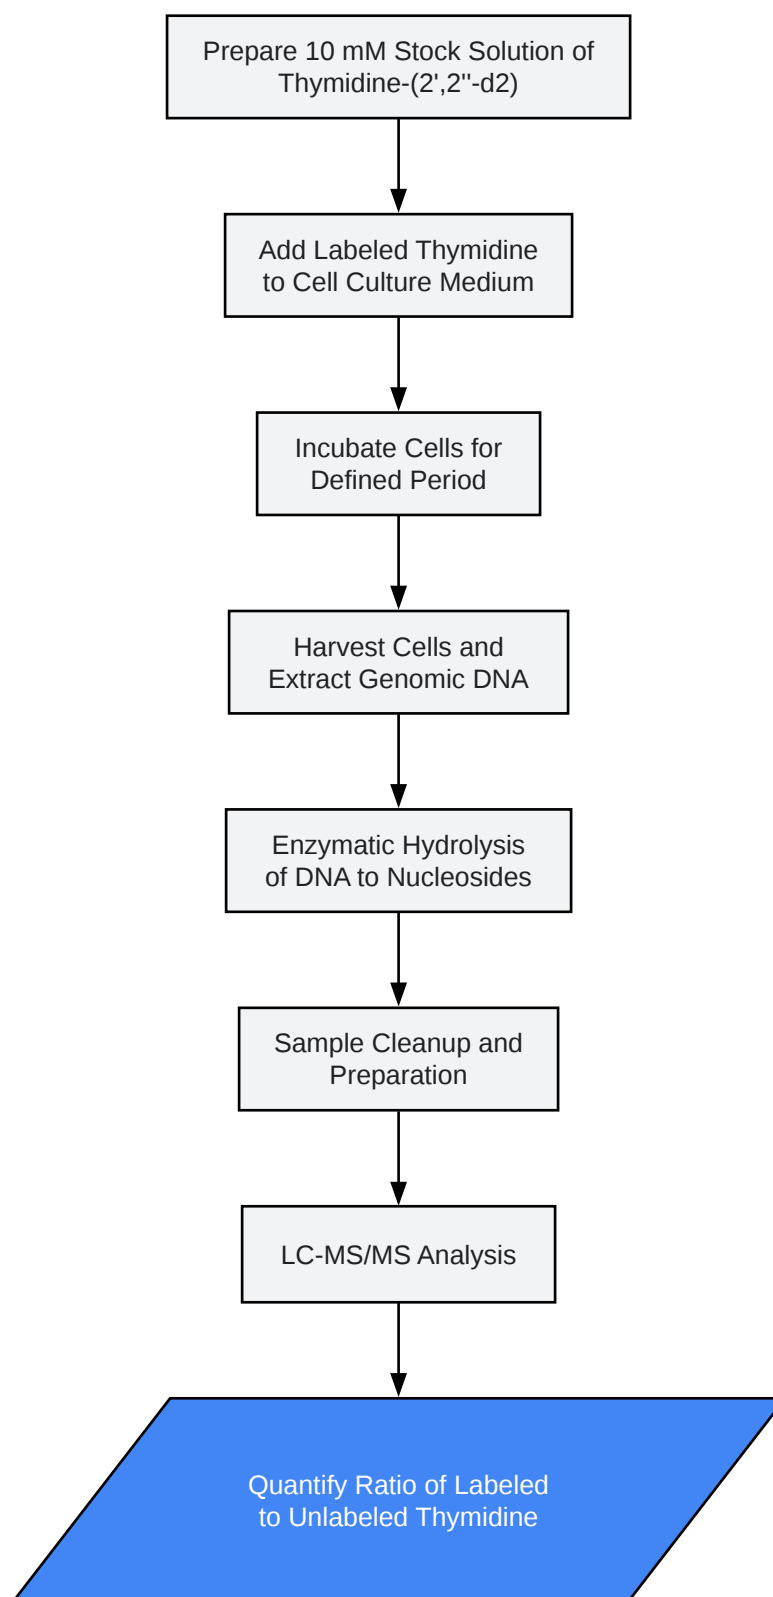 Prepare 10 mM Stock Solution of
Thymidine-(2',2''-d2)
Add Labeled Thymidine
to Cell Culture Medium
Incubate Cells for
Defined Period
Harvest Cells and
Extract Genomic DNA
Enzymatic Hydrolysis
of DNA to Nucleosides
Sample Cleanup and
Preparation
LC-MS/MS Analysis
Quantify Ratio of Labeled
to Unlabeled Thymidine